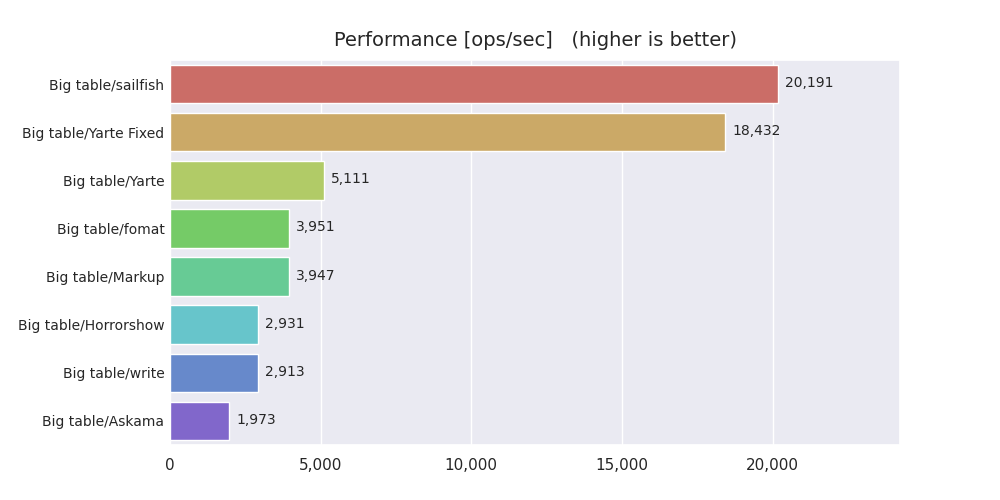 Performance [ops/sec]   (higher is better)
Big table/sailfish 20,191
Big table/Yarte Fixed 18,432
Big table/Yarte 5,111
Big table/fomat 3,951
Big table/Markup 3,947
Big table/Horrorshow 2,931
Big table/write 2,913
Big table/Askama 1,973
0 5,000 10,000 15,000 20,000